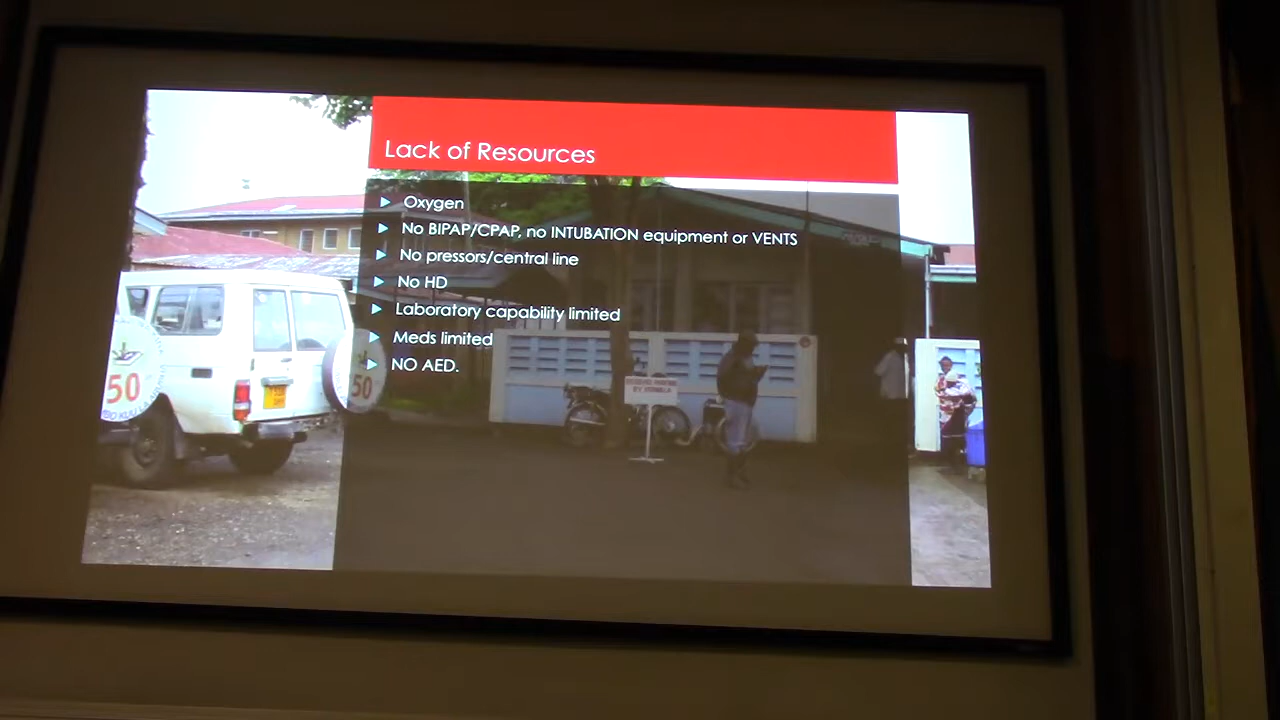 Lack of Resources
Oxygen
No BIPAP/CPAP, no INTUBATION equipment or VENTS
No pressors/central line
No HD
Laboratory capability limited
Meds limited
NO AED.
50
50